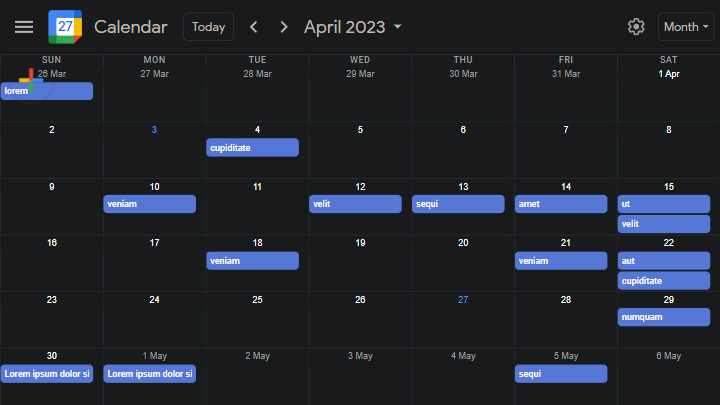 27 Calendar Today April 2023 Month
SUN MON TUE WED THU FRI SAT
26 Mar 27 Mar 28 Mar 29 Mar 30 Mar 31 Mar 1 Apr
lorem
2 3 4 5 6 7 8
cupiditate
9 10 11 12 13 14 15
veniam velit sequi amet ut
velit
16 17 18 19 20 21 22
veniam veniam aut
cupiditate
23 24 25 26 27 28 29
numquam
30 1 May 2 May 3 May 4 May 5 May 6 May
Lorem ipsum dolor si Lorem ipsum dolor si sequi